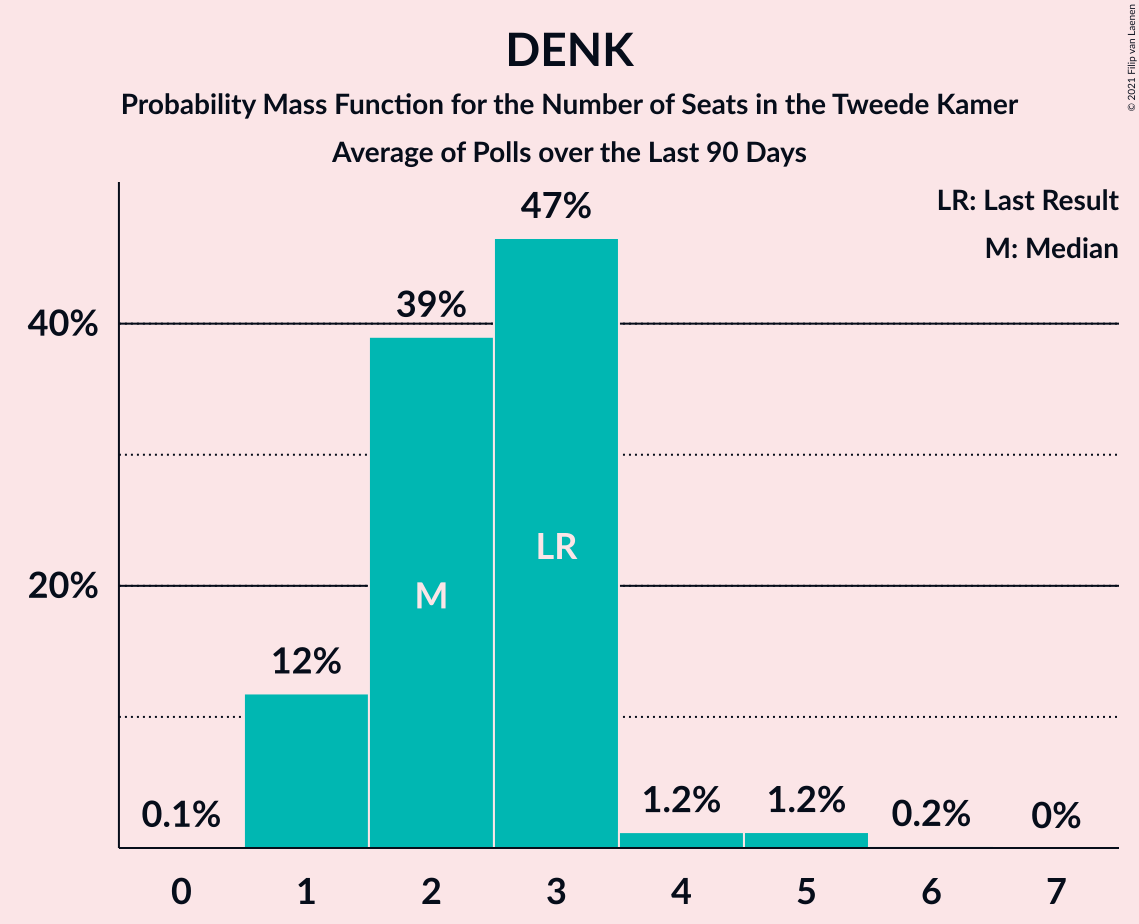 DENK
Probability Mass Function for the Number of Seats in the Tweede Kamer
Average of Polls over the Last 90 Days
© 2021 Filip van Laenen
LR: Last Result
M: Median
47%
39%
40%
LR
20%
M
12%
0.1%
1.2%
1.2%
0.2%
0%
0 1 2 3 4 5 6 7